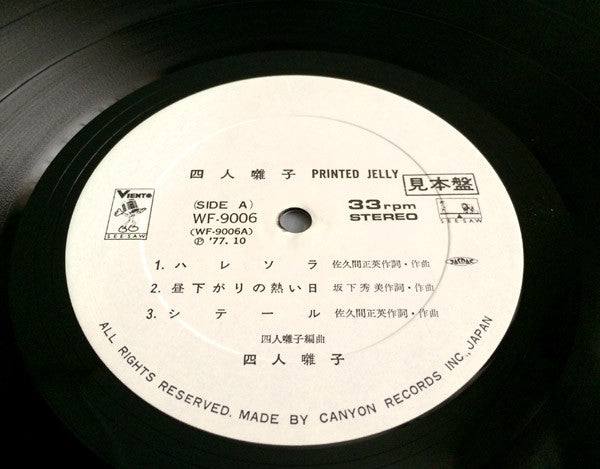 四人囃子 PRINTED JELLY
見本盤
VIENTO
SEE・SAW
(SIDE A)
WF-9006
(WF-9006A)
Ⓟ '77. 10
33rpm
STEREO
SEE・SAW
JASRAC
1. ハレソラ 佐久間正英作詞・作曲
2. 昼下がりの熱い日 坂下秀美作詞・作曲
3. シテール 佐久間正英作詞・作曲
四人囃子編曲
四人囃子
ALL RIGHTS RESERVED. MADE BY CANYON RECORDS INC., JAPAN